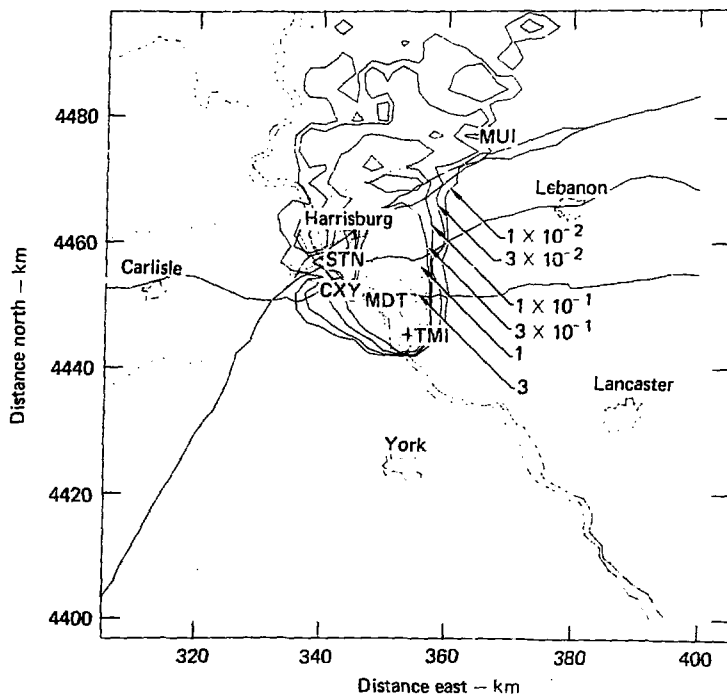 4480
4460
4440
4420
4400
Distance north – km
320
340
360
380
400
Distance east – km
MUI
Lebanon
Harrisburg
STN
Carlisle
CXY
MDT
+TMI
York
Lancaster
1 × 10⁻²
3 × 10⁻²
1 × 10⁻¹
3 × 10⁻¹
1
3